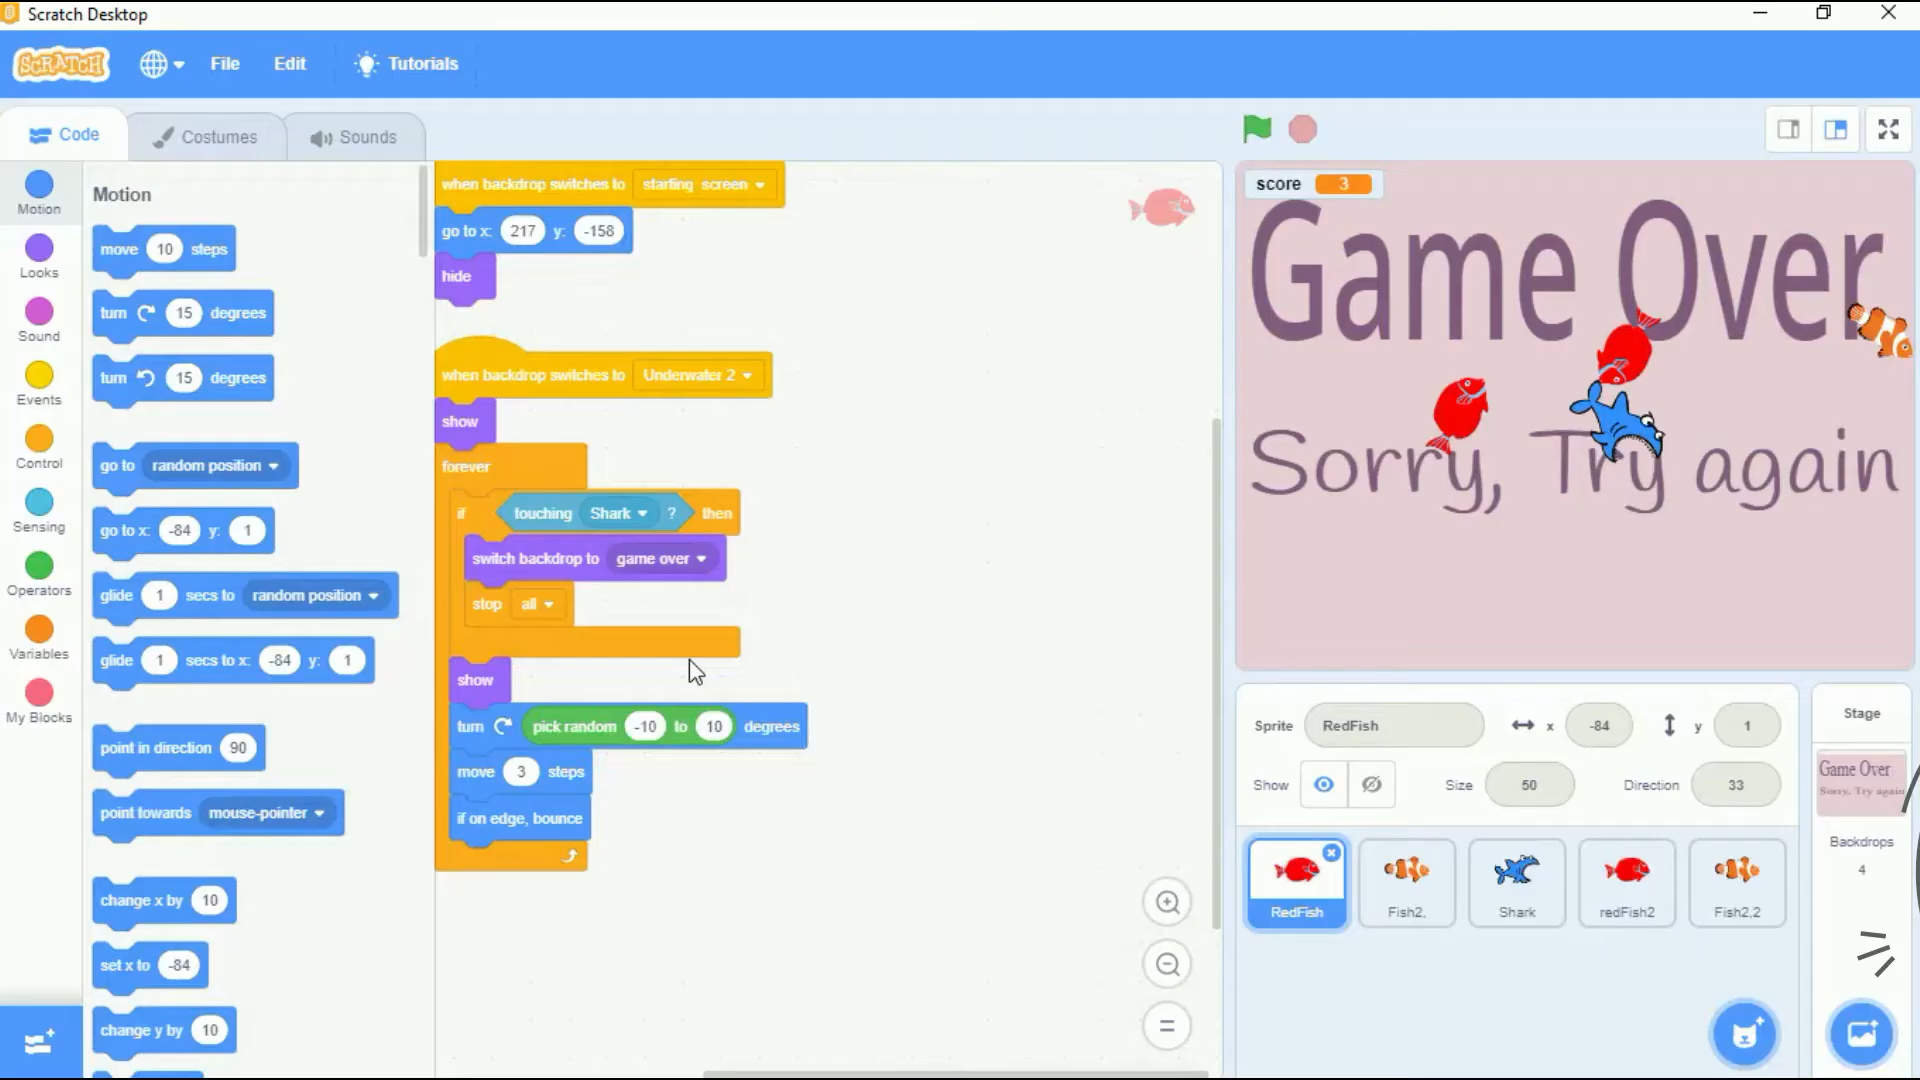 Scratch Desktop
SCRATCH
File
Edit
Tutorials
Code
Costumes
Sounds
Motion
Looks
Sound
Events
Control
Sensing
Operators
Variables
My Blocks
Motion
move 10 steps
turn 15 degrees
turn 15 degrees
go to random position
go to x: -84 y: 1
glide 1 secs to random position
glide 1 secs to x: -84 y: 1
point in direction 90
point towards mouse-pointer
change x by 10
set x to -84
change y by 10
when backdrop switches to starting screen
go to x: 217 y: -158
hide
when backdrop switches to Underwater 2
show
forever
if touching Shark ? then
switch backdrop to game over
stop all
show
turn pick random -10 to 10 degrees
move 3 steps
if on edge, bounce
score 3
Game Over
Sorry, Try again
Sprite RedFish x -84 y 1
Show Size 50 Direction 33
RedFish
Fish2,
Shark
redFish2
Fish2,2
Stage
Game Over
Sorry, Try again
Backdrops
4